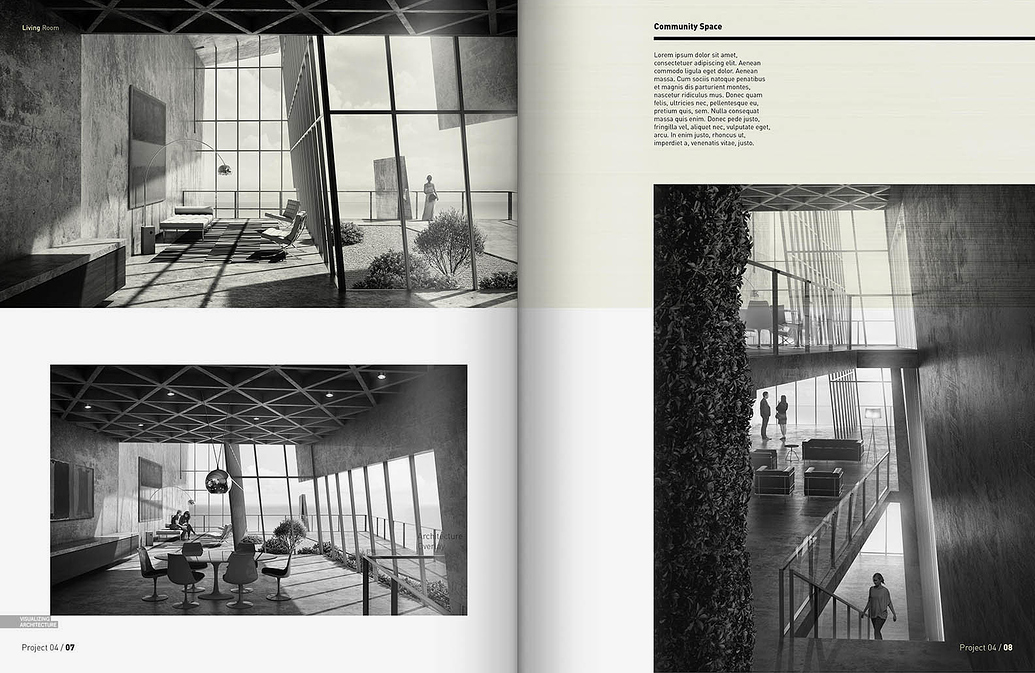 Living Room
Architecture
VISUALIZING
ARCHITECTURE
Project 04 / 07
Community Space
Lorem ipsum dolor sit amet,
consectetuer adipiscing elit. Aenean
commodo ligula eget dolor. Aenean
massa. Cum sociis natoque penatibus
et magnis dis parturient montes,
nascetur ridiculus mus. Donec quam
felis, ultricies nec, pellentesque eu,
pretium quis, sem. Nulla consequat
massa quis enim. Donec pede justo,
fringilla vel, aliquet nec, vulputate eget,
arcu. In enim justo, rhoncus ut,
imperdiet a, venenatis vitae, justo.
Project 04 / 08